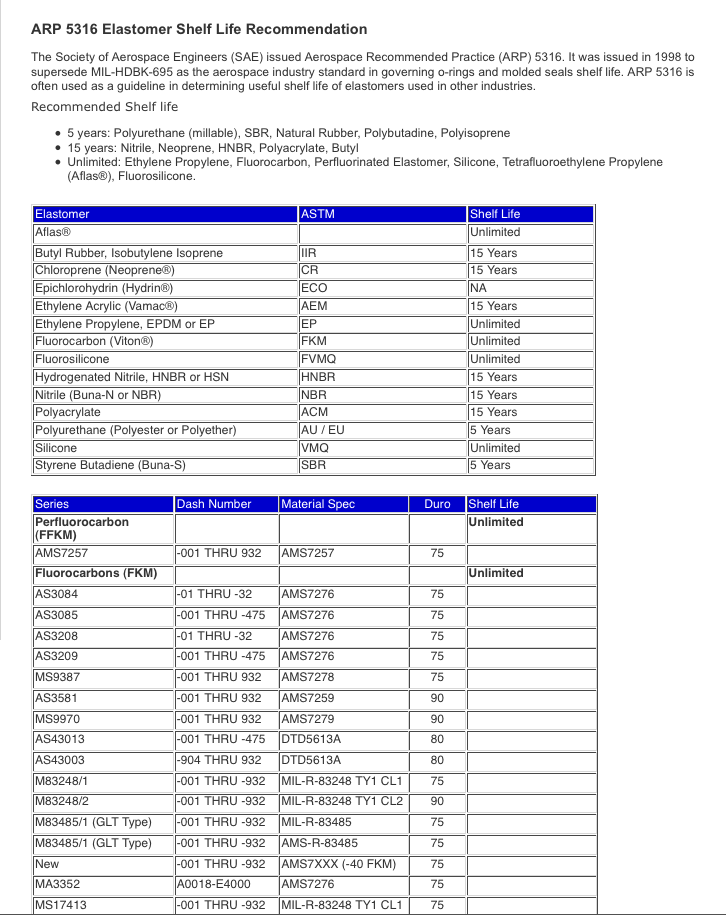 ARP 5316 Elastomer Shelf Life Recommendation
The Society of Aerospace Engineers (SAE) issued Aerospace Recommended Practice (ARP) 5316. It was issued in 1998 to
supersede MIL-HDBK-695 as the aerospace industry standard in governing o-rings and molded seals shelf life. ARP 5316 is
often used as a guideline in determining useful shelf life of elastomers used in other industries.
Recommended Shelf life
• 5 years: Polyurethane (millable), SBR, Natural Rubber, Polybutadine, Polyisoprene
• 15 years: Nitrile, Neoprene, HNBR, Polyacrylate, Butyl
• Unlimited: Ethylene Propylene, Fluorocarbon, Perfluorinated Elastomer, Silicone, Tetrafluoroethylene Propylene
(Aflas®), Fluorosilicone.
Elastomer ASTM Shelf Life
Aflas® Unlimited
Butyl Rubber, Isobutylene Isoprene IIR 15 Years
Chloroprene (Neoprene®) CR 15 Years
Epichlorohydrin (Hydrin®) ECO NA
Ethylene Acrylic (Vamac®) AEM 15 Years
Ethylene Propylene, EPDM or EP EP Unlimited
Fluorocarbon (Viton®) FKM Unlimited
Fluorosilicone FVMQ Unlimited
Hydrogenated Nitrile, HNBR or HSN HNBR 15 Years
Nitrile (Buna-N or NBR) NBR 15 Years
Polyacrylate ACM 15 Years
Polyurethane (Polyester or Polyether) AU / EU 5 Years
Silicone VMQ Unlimited
Styrene Butadiene (Buna-S) SBR 5 Years
Series Dash Number Material Spec Duro Shelf Life
Perfluorocarbon Unlimited
(FFKM)
AMS7257 -001 THRU 932 AMS7257 75
Fluorocarbons (FKM) Unlimited
AS3084 -01 THRU -32 AMS7276 75
AS3085 -001 THRU -475 AMS7276 75
AS3208 -01 THRU -32 AMS7276 75
AS3209 -001 THRU -475 AMS7276 75
MS9387 -001 THRU 932 AMS7278 75
AS3581 -001 THRU 932 AMS7259 90
MS9970 -001 THRU 932 AMS7279 90
AS43013 -001 THRU -475 DTD5613A 80
AS43003 -904 THRU 932 DTD5613A 80
M83248/1 -001 THRU -932 MIL-R-83248 TY1 CL1 75
M83248/2 -001 THRU -932 MIL-R-83248 TY1 CL2 90
M83485/1 (GLT Type) -001 THRU -932 MIL-R-83485 75
M83485/1 (GLT Type) -001 THRU -932 AMS-R-83485 75
New -001 THRU -932 AMS7XXX (-40 FKM) 75
MA3352 A0018-E4000 AMS7276 75
MS17413 -001 THRU -932 MIL-R-83248 TY1 CL1 75